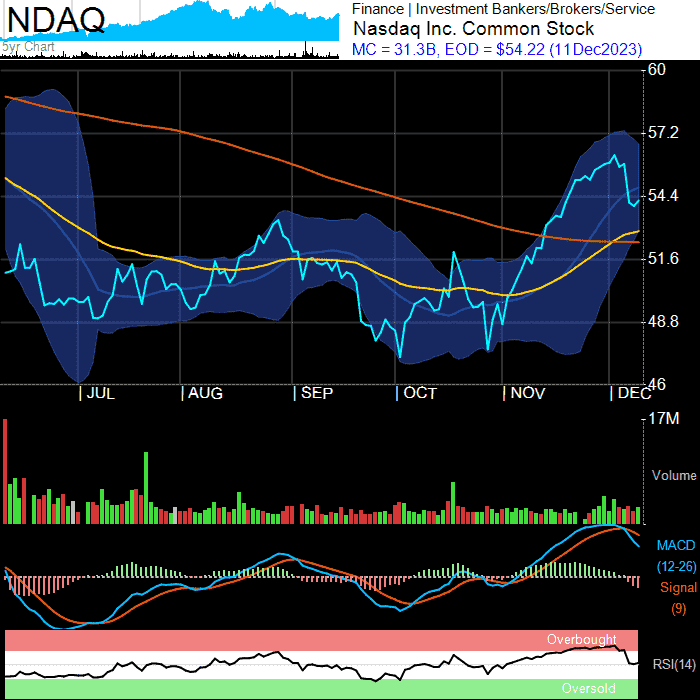 NDAQ
5yr Chart
Finance | Investment Bankers/Brokers/Service
Nasdaq Inc. Common Stock
MC = 31.3B, EOD = $54.22 (11Dec2023)
60
57.2
54.4
51.6
48.8
46
| JUL | AUG | SEP | OCT | NOV | DEC
17M
Volume
MACD
(12-26)
Signal
(9)
Overbought
RSI(14)
Oversold